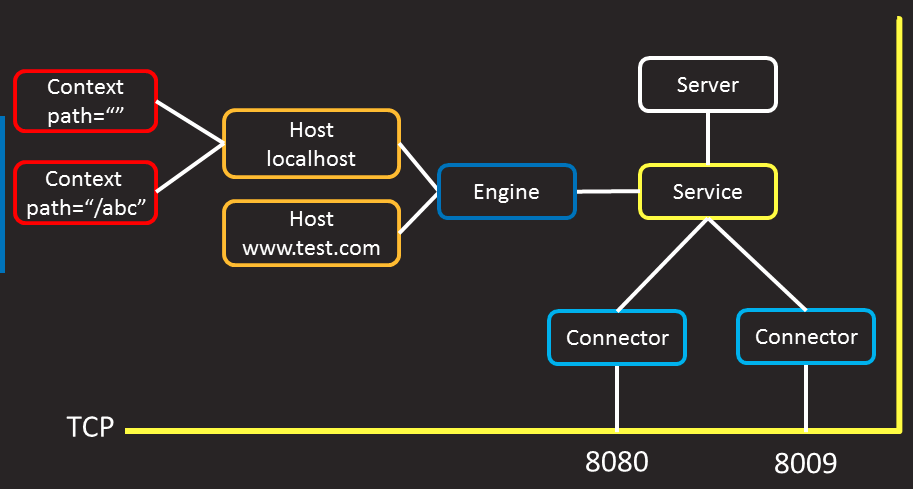 Context
path=“”
Context
path=“/abc”
Host
localhost
Host
www.test.com
Engine
Server
Service
Connector
Connector
TCP
8080
8009